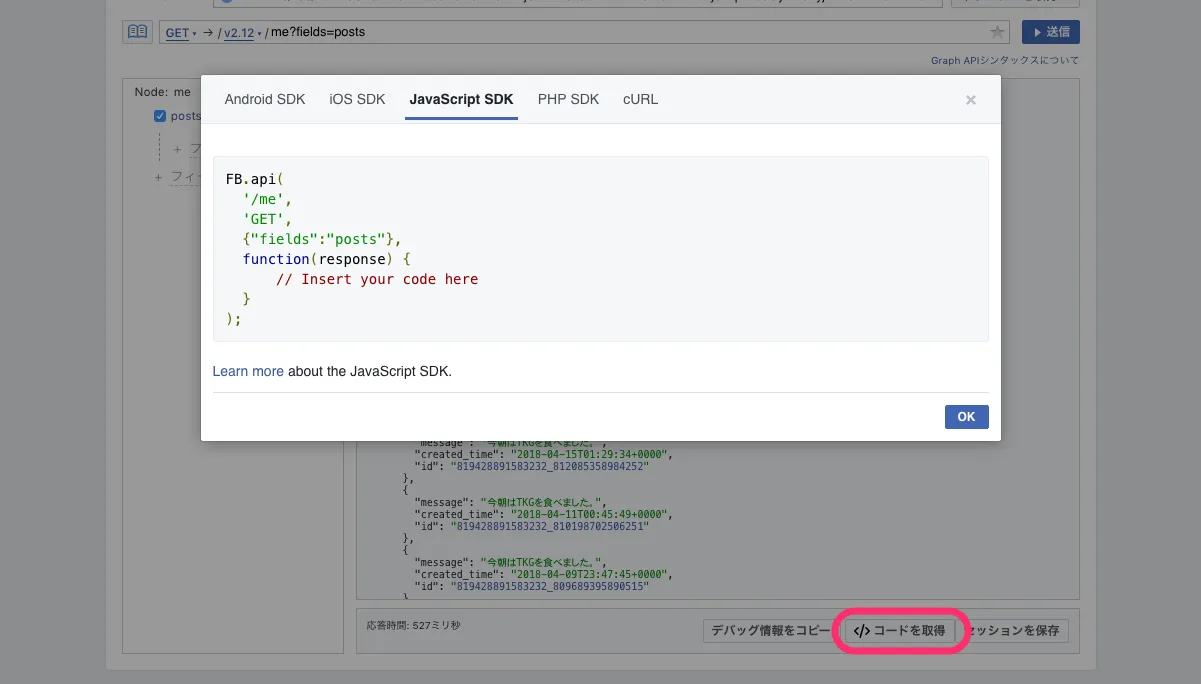 GET → / v2.12 / me?fields=posts
送信
Graph APIシンタックスについて
Node: me
posts
+ フ
+ フィ
Android SDK iOS SDK JavaScript SDK PHP SDK cURL ×
FB.api(
'/me',
'GET',
{"fields":"posts"},
function(response) {
// Insert your code here
}
);
Learn more about the JavaScript SDK.
OK
"message": "今朝はTKGを食べました。",
"created_time": "2018-04-15T01:29:34+0000",
"id": "819428891583232_812085358984252"
},
{
"message": "今朝はTKGを食べました。",
"created_time": "2018-04-11T00:45:49+0000",
"id": "819428891583232_810198702506251"
},
{
"message": "今朝はTKGを食べました。",
"created_time": "2018-04-09T23:47:45+0000",
"id": "819428891583232_809689395890515"
}
応答時間: 527ミリ秒
デバッグ情報をコピー </> コードを取得 セッションを保存